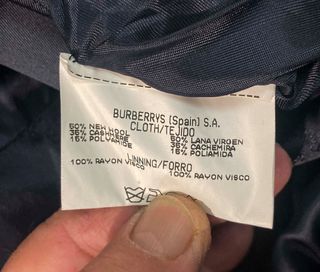 BURBERRYS (Spain) S.A.
CLOTH/TEJIDO
50% NEW WOOL 50% LANA VIRGEN
36% CASHMERE 36% CACHEMIRA
15% POLYAMIDE 15% POLIAMIDA
LINNING/FORRO
100% RAYON VISCO 100% RAYON VISCO